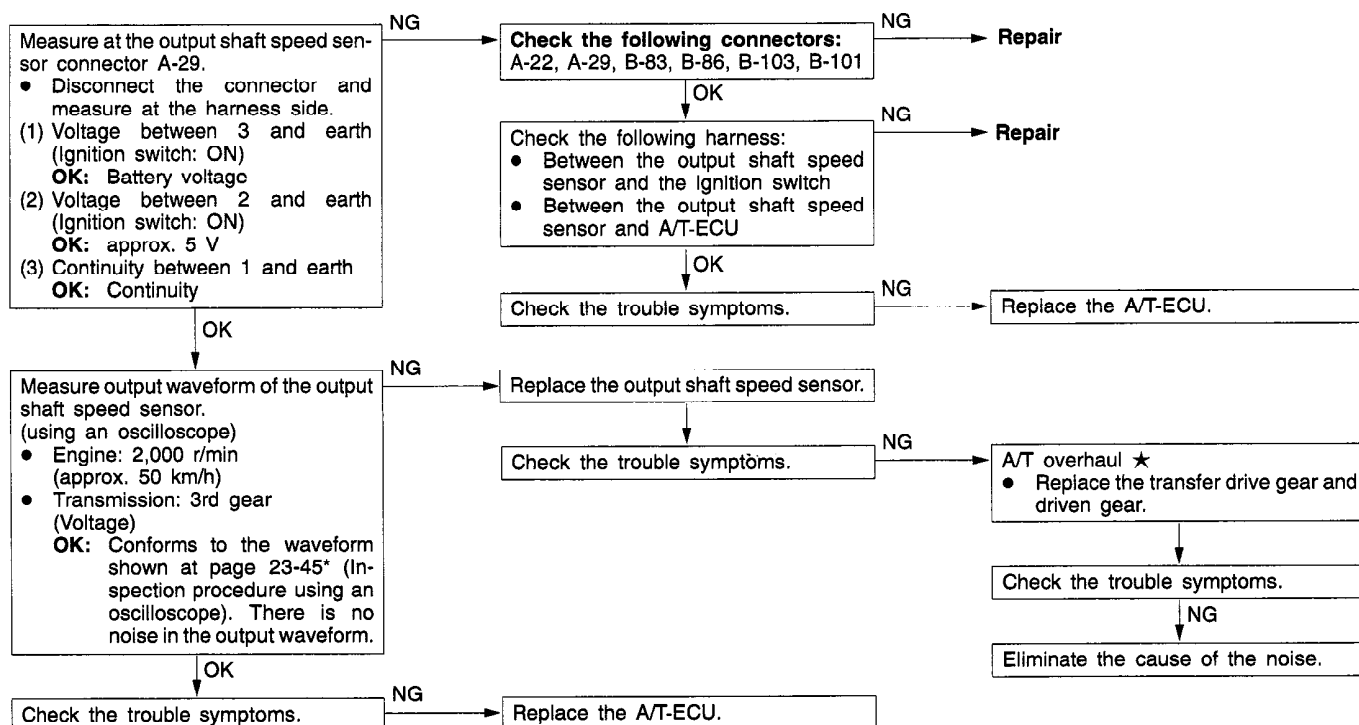 Measure at the output shaft speed sen-
sor connector A-29.
● Disconnect the connector and
measure at the harness side.
(1) Voltage between 3 and earth
(Ignition switch: ON)
OK: Battery voltage
(2) Voltage between 2 and earth
(Ignition switch: ON)
OK: approx. 5 V
(3) Continuity between 1 and earth
OK: Continuity
NG
Check the following connectors:
A-22, A-29, B-83, B-86, B-103, B-101
NG
Repair
OK
Check the following harness:
● Between the output shaft speed
sensor and the ignition switch
● Between the output shaft speed
sensor and A/T-ECU
NG
Repair
OK
Check the trouble symptoms.
NG
Replace the A/T-ECU.
OK
Measure output waveform of the output
shaft speed sensor.
(using an oscilloscope)
● Engine: 2,000 r/min
(approx. 50 km/h)
● Transmission: 3rd gear
(Voltage)
OK: Conforms to the waveform
shown at page 23-45* (In-
spection procedure using an
oscilloscope). There is no
noise in the output waveform.
NG
Replace the output shaft speed sensor.
Check the trouble symptoms.
NG
A/T overhaul ★
● Replace the transfer drive gear and
driven gear.
Check the trouble symptoms.
NG
Eliminate the cause of the noise.
OK
Check the trouble symptoms.
NG
Replace the A/T-ECU.